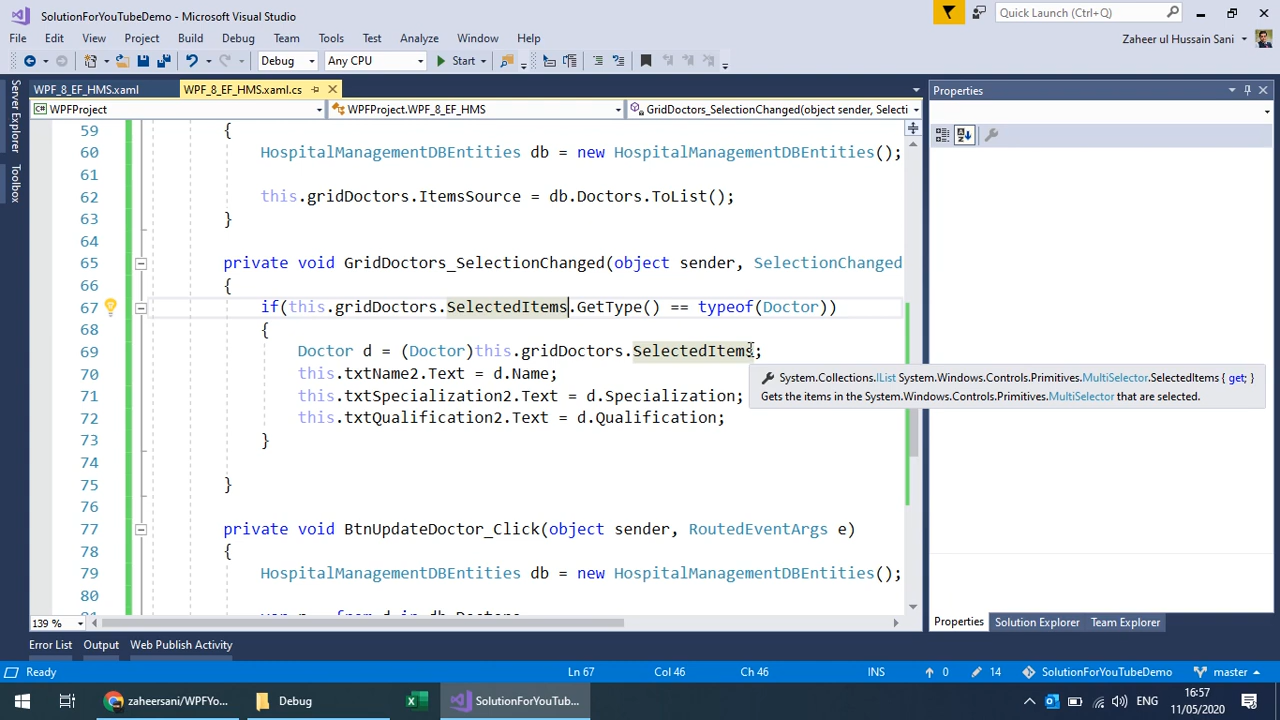 SolutionForYouTubeDemo - Microsoft Visual Studio
Quick Launch (Ctrl+Q)
File Edit View Project Build Debug Team Tools Test Analyze Window Help
Zaheer ul Hussain Sani
Debug Any CPU Start
WPF_8_EF_HMS.xaml WPF_8_EF_HMS.xaml.cs
Properties
WPFProject WPFProject.WPF_8_EF_HMS GridDoctors_SelectionChanged(object sender, Selecti
Server Explorer
Toolbox
59 {
60 HospitalManagementDBEntities db = new HospitalManagementDBEntities();
61
62 this.gridDoctors.ItemsSource = db.Doctors.ToList();
63 }
64
65 private void GridDoctors_SelectionChanged(object sender, SelectionChanged
66 {
67 if(this.gridDoctors.SelectedItems.GetType() == typeof(Doctor))
68 {
69 Doctor d = (Doctor)this.gridDoctors.SelectedItems;
70 this.txtName2.Text = d.Name;
System.Collections.IList System.Windows.Controls.Primitives.MultiSelector.SelectedItems { get; }
71 this.txtSpecialization2.Text = d.Specialization;
Gets the items in the System.Windows.Controls.Primitives.MultiSelector that are selected.
72 this.txtQualification2.Text = d.Qualification;
73 }
74
75 }
76
77 private void BtnUpdateDoctor_Click(object sender, RoutedEventArgs e)
78 {
79 HospitalManagementDBEntities db = new HospitalManagementDBEntities();
80
139 %
Properties Solution Explorer Team Explorer
Error List Output Web Publish Activity
Ready Ln 67 Col 46 Ch 46 INS 0 14 SolutionForYouTubeDemo master
zaheersani/WPFYo... Debug SolutionForYouTub... ENG
16:57
11/05/2020